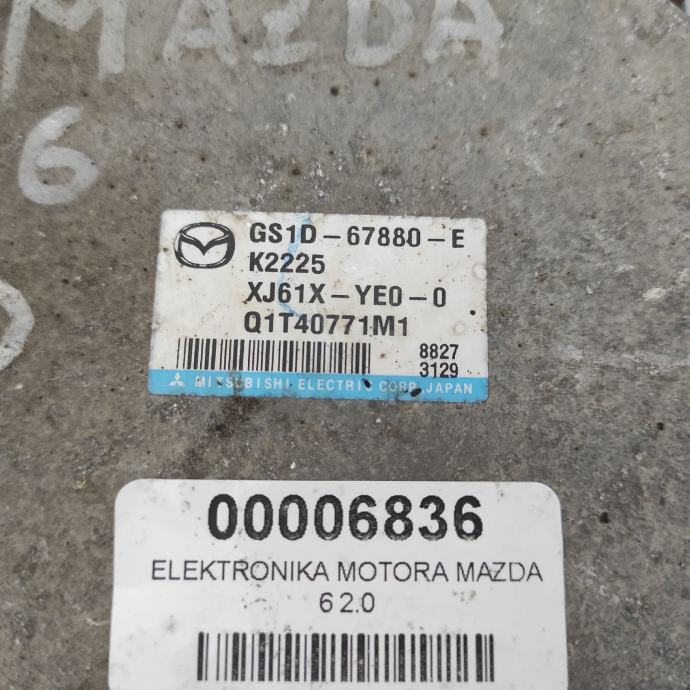 MAZDA
6
GS1D-67880-E
K2225
XJ61X-YE0-0
Q1T40771M1
8827
3129
MITSUBISHI ELECTRIC CORP. JAPAN
00006836
ELEKTRONIKA MOTORA MAZDA
6 2.0